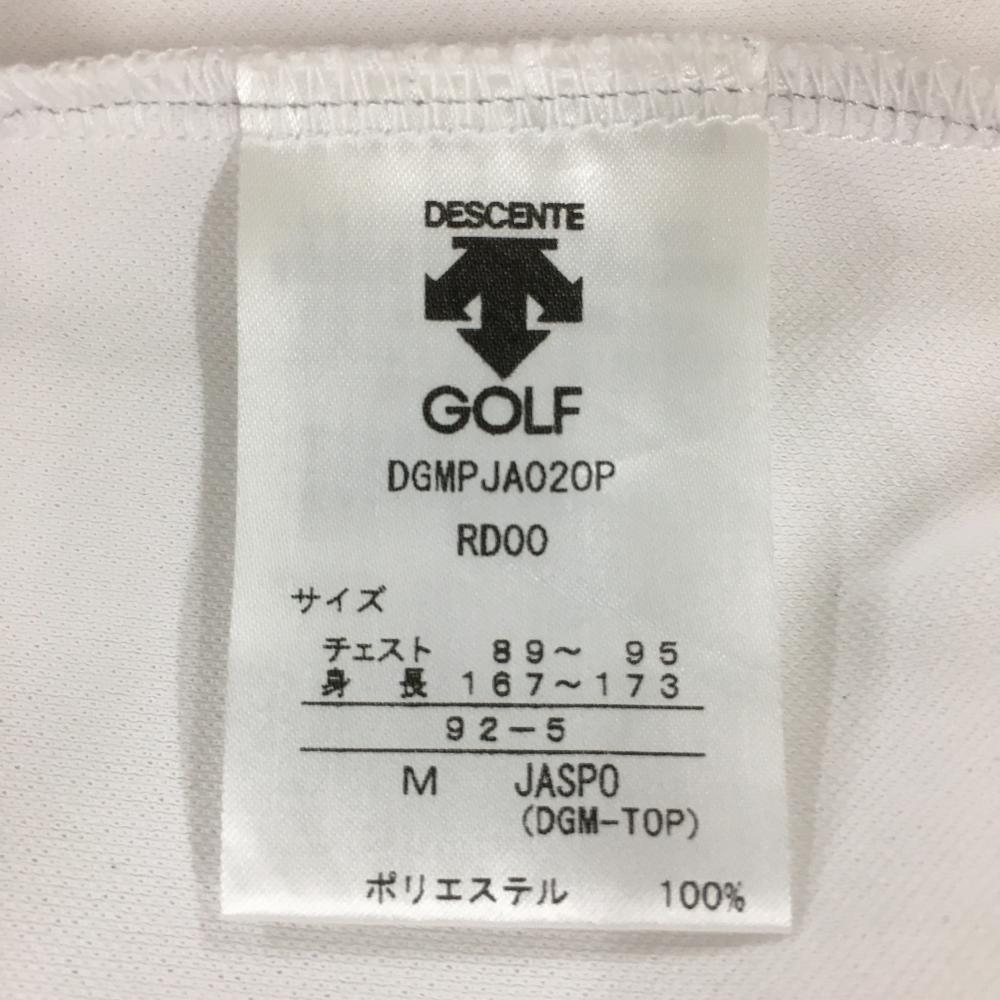 DESCENTE
GOLF
DGMPJA02OP
RD00
サイズ
チェスト 89～ 95
身 長 167～173
92－5
M JASPO
(DGM-TOP)
ポリエステル 100%